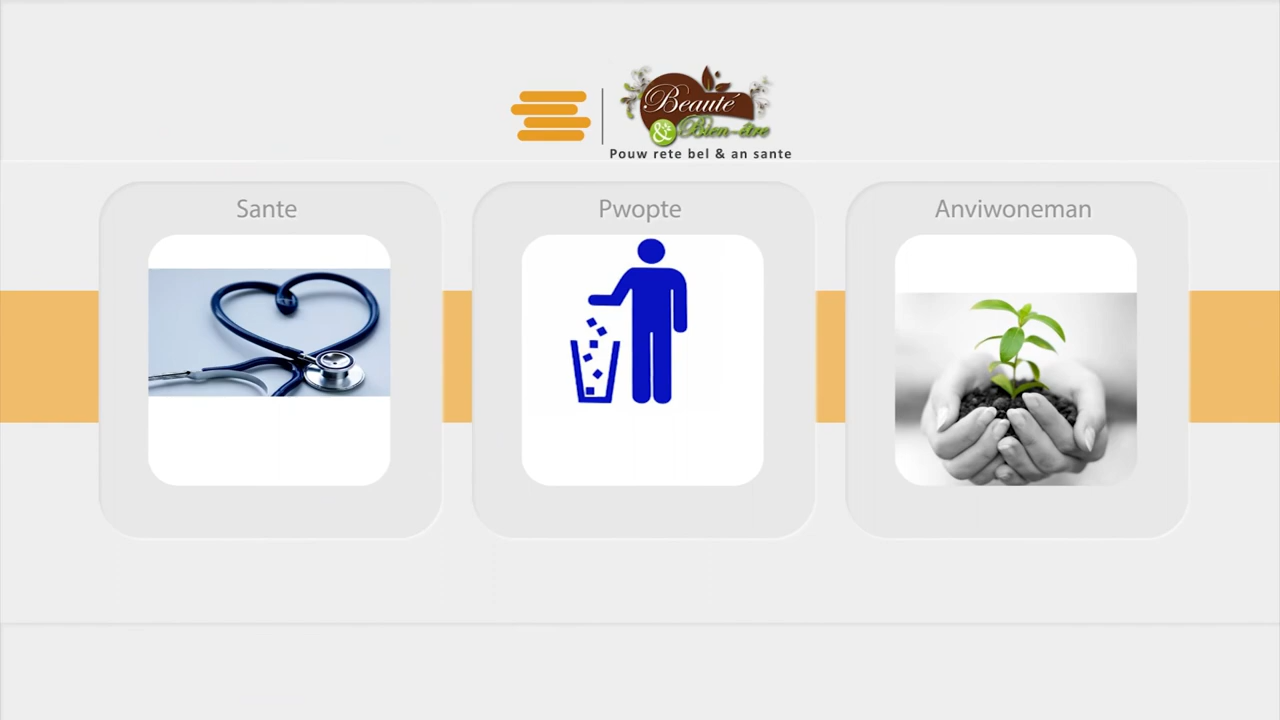 Beauté
& Bien-être
Pouw rete bel & an sante
Sante
Pwopte
Anviwoneman